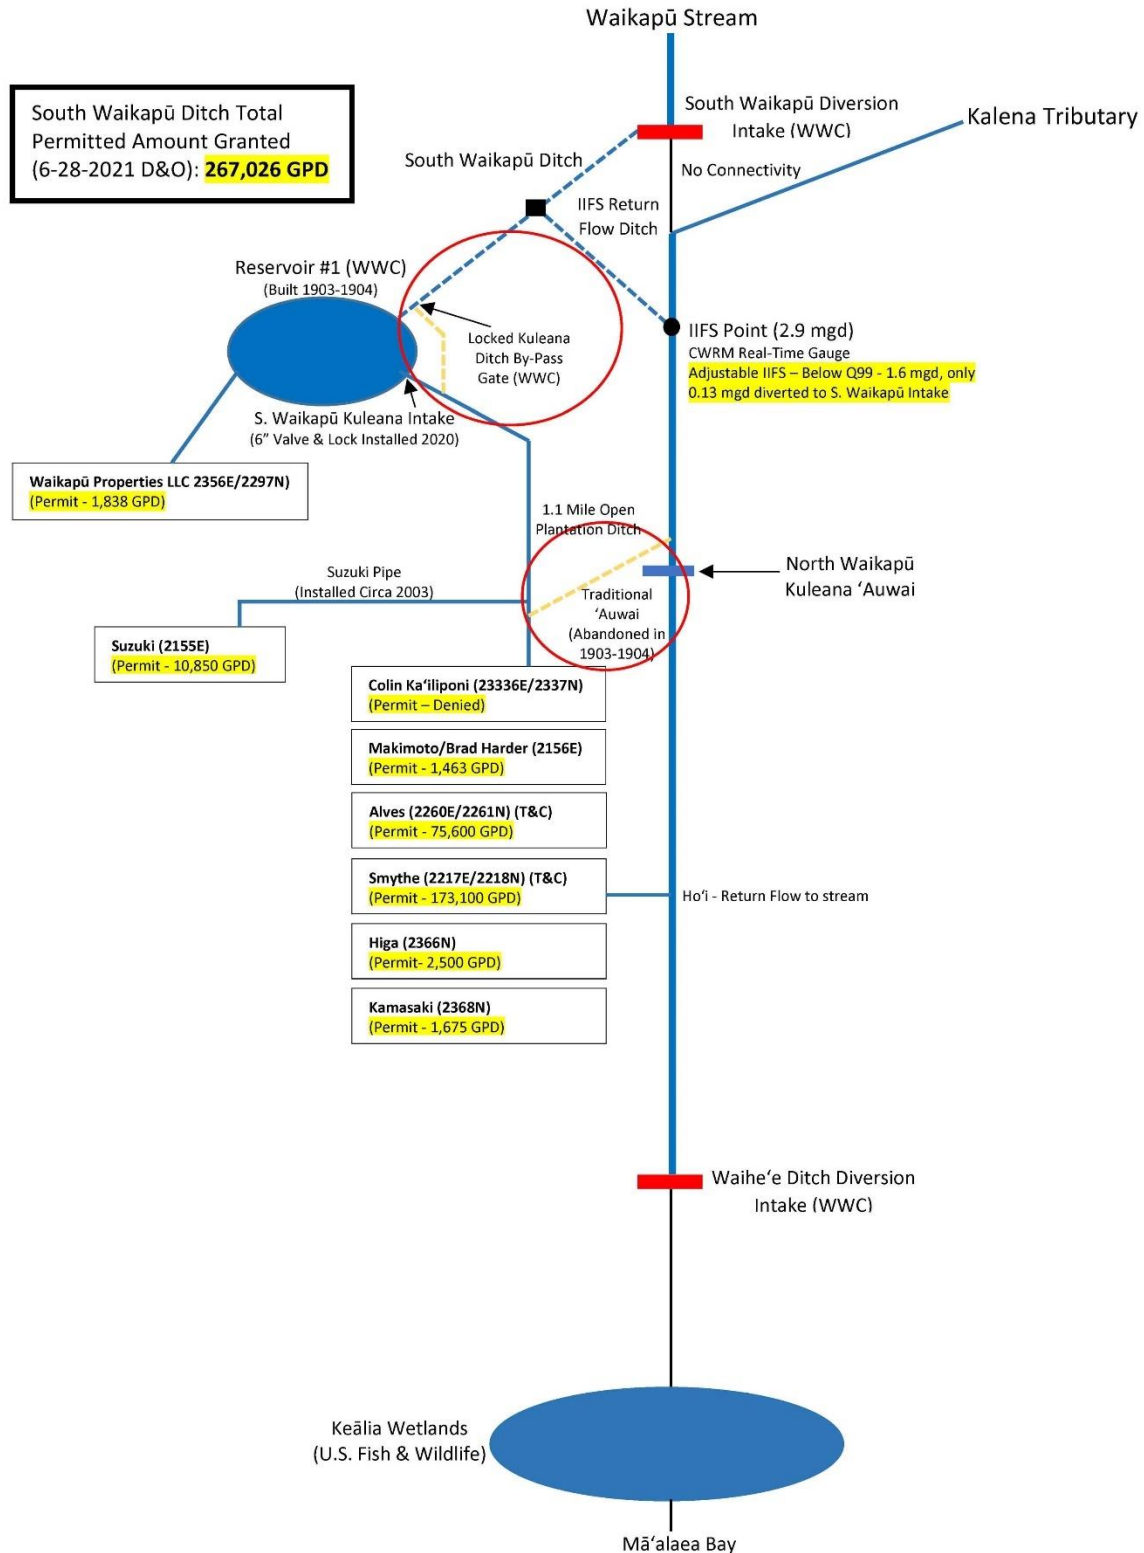 Waikapū Stream
South Waikapū Ditch Total
Permitted Amount Granted
(6-28-2021 D&O): 267,026 GPD
South Waikapū Diversion
Intake (WWC)
Kalena Tributary
South Waikapū Ditch
No Connectivity
IIFS Return
Flow Ditch
Reservoir #1 (WWC)
(Built 1903-1904)
Locked Kuleana
Ditch By-Pass
Gate (WWC)
IIFS Point (2.9 mgd)
CWRM Real-Time Gauge
Adjustable IIFS – Below Q99 - 1.6 mgd, only
0.13 mgd diverted to S. Waikapū Intake
S. Waikapū Kuleana Intake
(6” Valve & Lock Installed 2020)
Waikapū Properties LLC 2356E/2297N)
(Permit - 1,838 GPD)
1.1 Mile Open
Plantation Ditch
North Waikapū
Kuleana ‘Auwai
Suzuki Pipe
(Installed Circa 2003)
Traditional
‘Auwai
(Abandoned in
1903-1904)
Suzuki (2155E)
(Permit - 10,850 GPD)
Colin Ka‘iliponi (23336E/2337N)
(Permit – Denied)
Makimoto/Brad Harder (2156E)
(Permit - 1,463 GPD)
Alves (2260E/2261N) (T&C)
(Permit - 75,600 GPD)
Smythe (2217E/2218N) (T&C)
(Permit - 173,100 GPD)
Ho‘i - Return Flow to stream
Higa (2366N)
(Permit- 2,500 GPD)
Kamasaki (2368N)
(Permit - 1,675 GPD)
Waihe‘e Ditch Diversion
Intake (WWC)
Keālia Wetlands
(U.S. Fish & Wildlife)
Mā‘alaea Bay